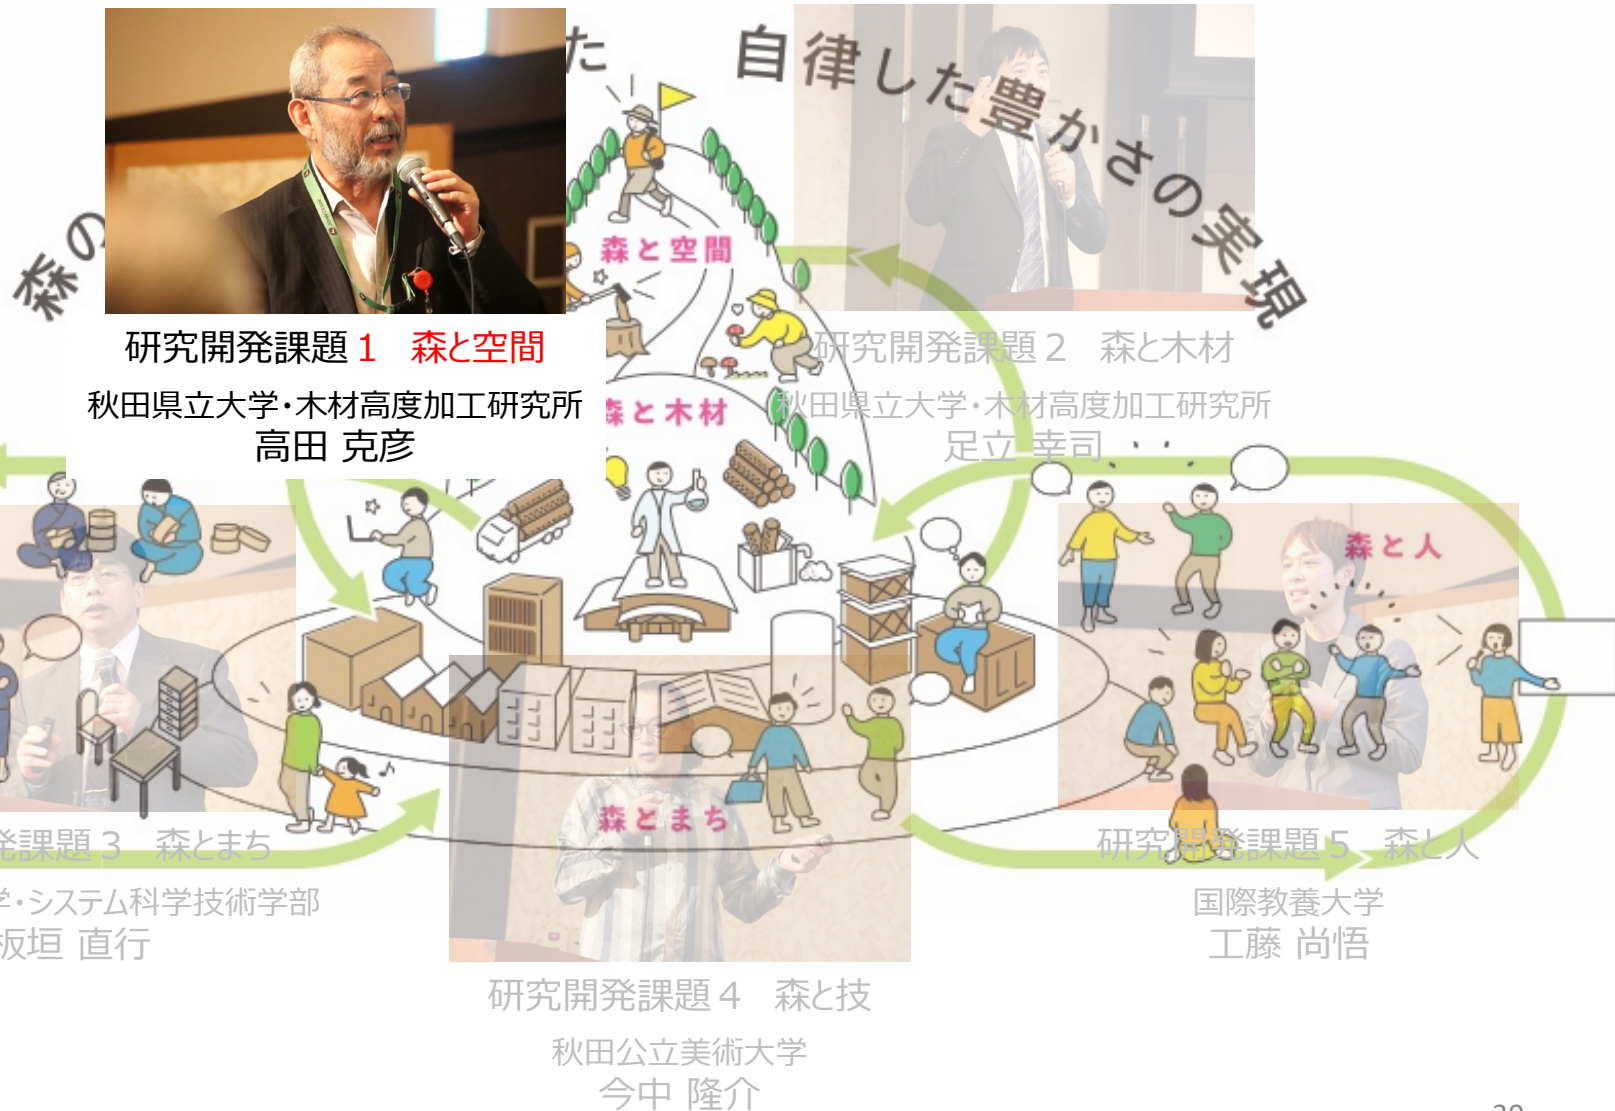 森の
た
自律した豊かさの実現
森と空間
研究開発課題１　森と空間
秋田県立大学・木材高度加工研究所
高田 克彦
研究開発課題２　森と木材
秋田県立大学・木材高度加工研究所
足立 幸司
森と木材
森と人
森とまち
発課題３　森とまち
学・システム科学技術学部
板垣 直行
研究開発課題４　森と技
秋田公立美術大学
今中 隆介
研究開発課題５　森と人
国際教養大学
工藤 尚悟